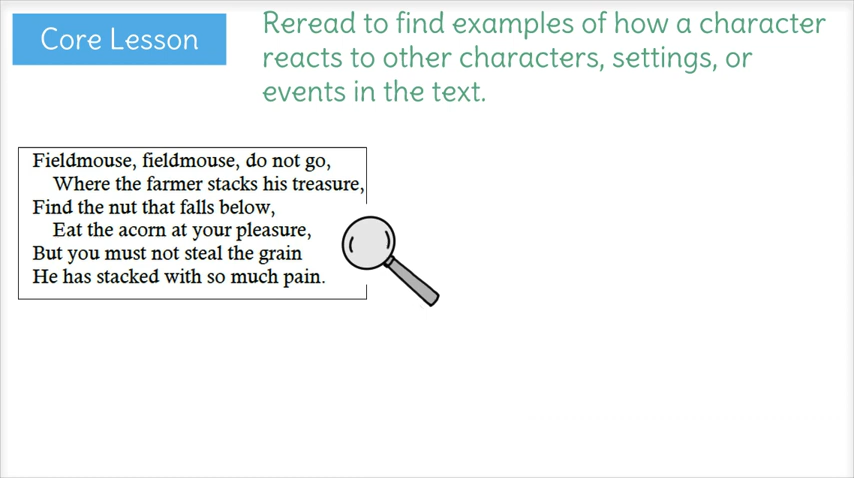 Core Lesson
Reread to find examples of how a character
reacts to other characters, settings, or
events in the text.
Fieldmouse, fieldmouse, do not go,
Where the farmer stacks his treasure,
Find the nut that falls below,
Eat the acorn at your pleasure,
But you must not steal the grain
He has stacked with so much pain.